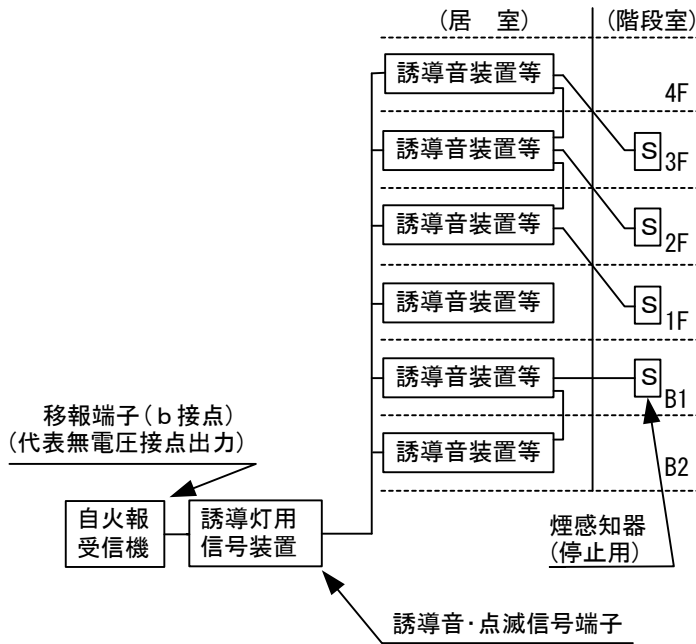 (居　室) (階段室)
誘導音装置等
4F
誘導音装置等
S
3F
誘導音装置等
S
2F
誘導音装置等
S
1F
誘導音装置等
S
B1
誘導音装置等
B2
移報端子(ｂ接点)
(代表無電圧接点出力)
自火報
受信機
誘導灯用
信号装置
煙感知器
(停止用)
誘導音･点滅信号端子